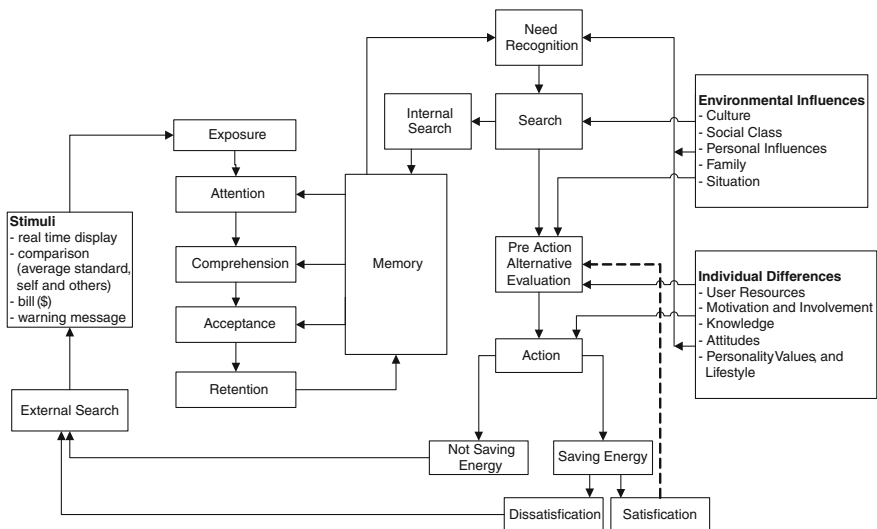 Need
Recognition
Internal
Search
Search
Environmental Influences
- Culture
- Social Class
- Personal Influences
- Family
- Situation
Exposure
Attention
Stimuli
- real time display
- comparison
(average standard,
self and others)
- bill ($)
- warning message
Comprehension
Memory
Pre Action
Alternative
Evaluation
Individual Differences
- User Resources
- Motivation and Involvement
- Knowledge
- Attitudes
- Personality Values, and
Lifestyle
Acceptance
Action
Retention
External Search
Not Saving
Energy
Saving Energy
Dissatisfication
Satisfication